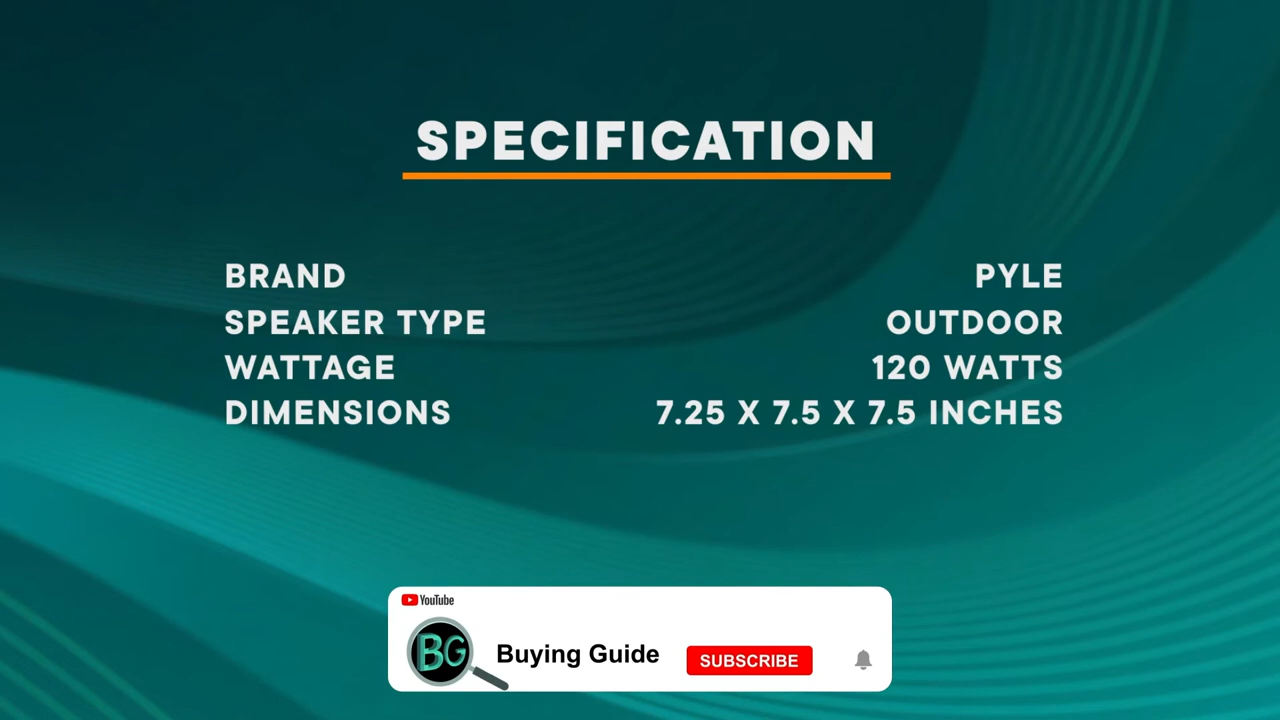 SPECIFICATION
BRAND PYLE
SPEAKER TYPE OUTDOOR
WATTAGE 120 WATTS
DIMENSIONS 7.25 X 7.5 X 7.5 INCHES
YouTube
BG Buying Guide SUBSCRIBE